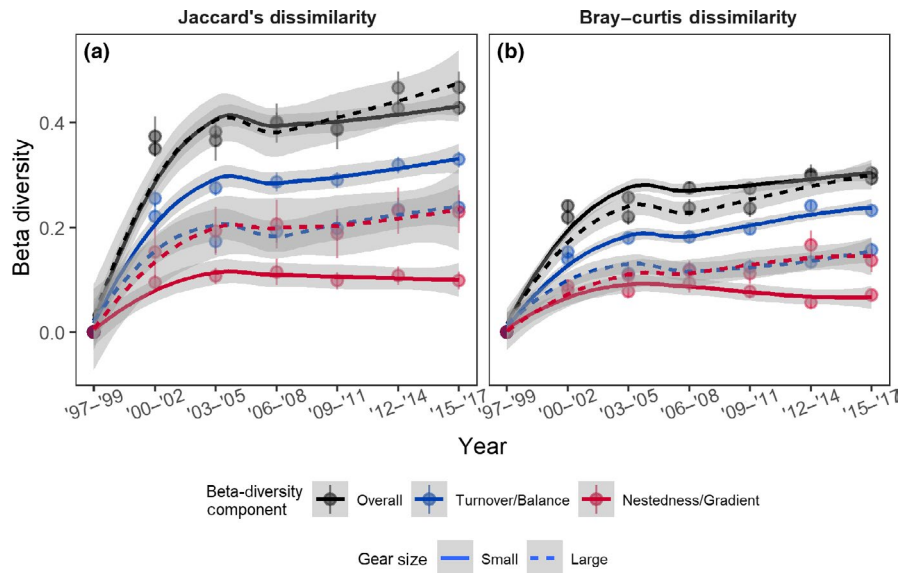 Jaccard's dissimilarity
Bray−curtis dissimilarity
(a)
(b)
Beta diversity
0.4
0.2
0.0
'97−'99
'00−'02
'03−'05
'06−'08
'09−'11
'12−'14
'15−'17
'97−'99
'00−'02
'03−'05
'06−'08
'09−'11
'12−'14
'15−'17
Year
Beta−diversity
component
Overall
Turnover/Balance
Nestedness/Gradient
Gear size
Small
Large